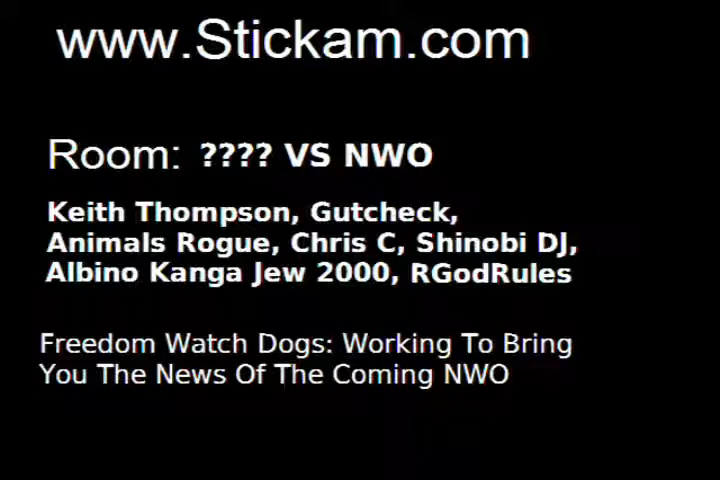 www.Stickam.com
Room: ???? VS NWO
Keith Thompson, Gutcheck,
Animals Rogue, Chris C, Shinobi DJ,
Albino Kanga Jew 2000, RGodRules
Freedom Watch Dogs: Working To Bring
You The News Of The Coming NWO